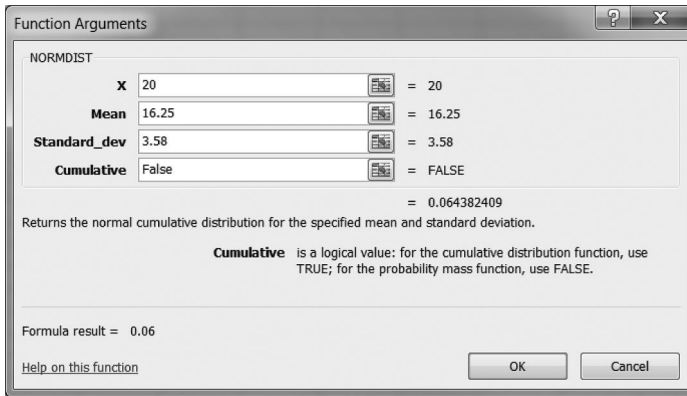 Function Arguments
NORMDIST
X 20 = 20
Mean 16.25 = 16.25
Standard_dev 3.58 = 3.58
Cumulative False = FALSE
= 0.064382409
Returns the normal cumulative distribution for the specified mean and standard deviation.
Cumulative is a logical value: for the cumulative distribution function, use
TRUE; for the probability mass function, use FALSE.
Formula result = 0.06
Help on this function
OK Cancel